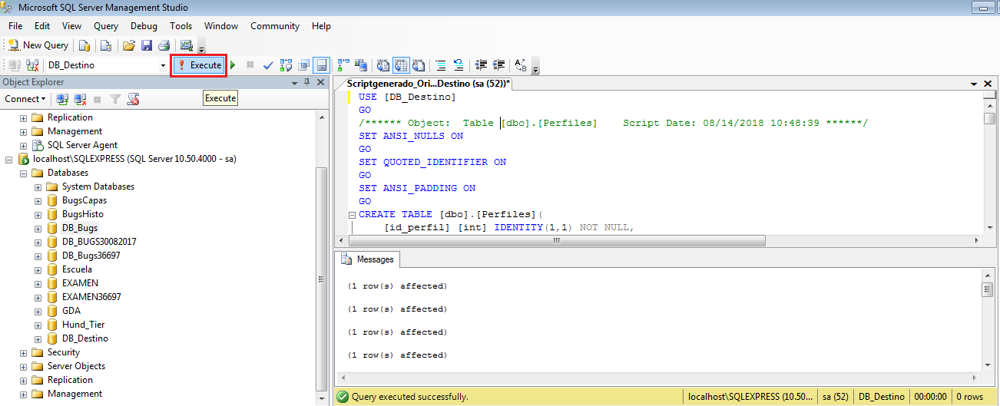 Microsoft SQL Server Management Studio
File Edit View Query Debug Tools Window Community Help
New Query
DB_Destino Execute
Object Explorer
Execute
Connect
Replication
Management
SQL Server Agent
localhost\SQLEXPRESS (SQL Server 10.50.4000 - sa)
Databases
System Databases
BugsCapas
BugsHisto
DB_Bugs
DB_BUGS30082017
DB_Bugs36697
Escuela
EXAMEN
EXAMEN36697
GDA
Hund_Tier
DB_Destino
Security
Server Objects
Replication
Management
Scriptgenerado_Ori...Destino (sa (52))*
USE [DB_Destino]
GO
/****** Object:  Table [dbo].[Perfiles]    Script Date: 08/14/2018 10:48:39 ******/
SET ANSI_NULLS ON
GO
SET QUOTED_IDENTIFIER ON
GO
SET ANSI_PADDING ON
GO
CREATE TABLE [dbo].[Perfiles](
[id_perfil] [int] IDENTITY(1,1) NOT NULL,
Messages
(1 row(s) affected)
(1 row(s) affected)
(1 row(s) affected)
(1 row(s) affected)
Query executed successfully. localhost\SQLEXPRESS (10.50... sa (52) DB_Destino 00:00:00 0 rows